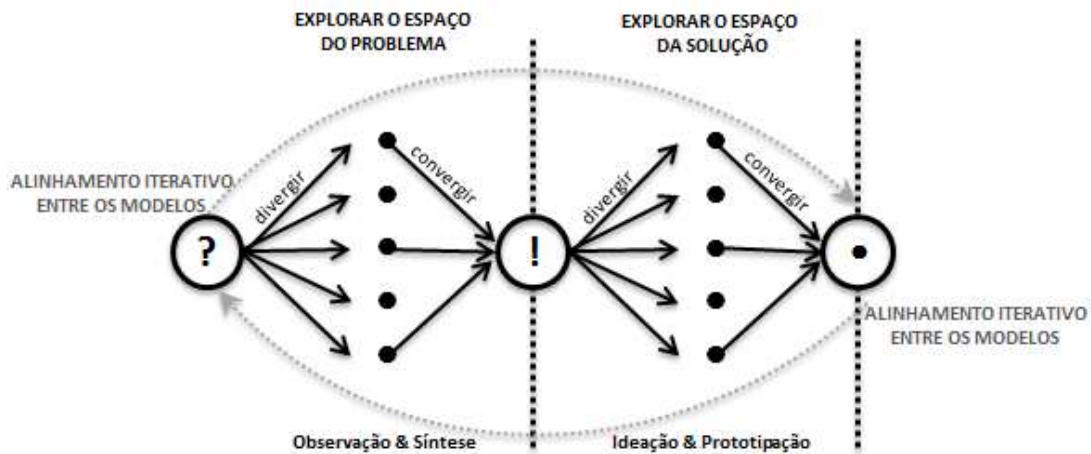 EXPLORAR O ESPAÇO
DO PROBLEMA
EXPLORAR O ESPAÇO
DA SOLUÇÃO
ALINHAMENTO ITERATIVO
ENTRE OS MODELOS
divergir
convergir
divergir
convergir
?
!
ALINHAMENTO ITERATIVO
ENTRE OS MODELOS
Observação & Síntese
Ideação & Prototipação